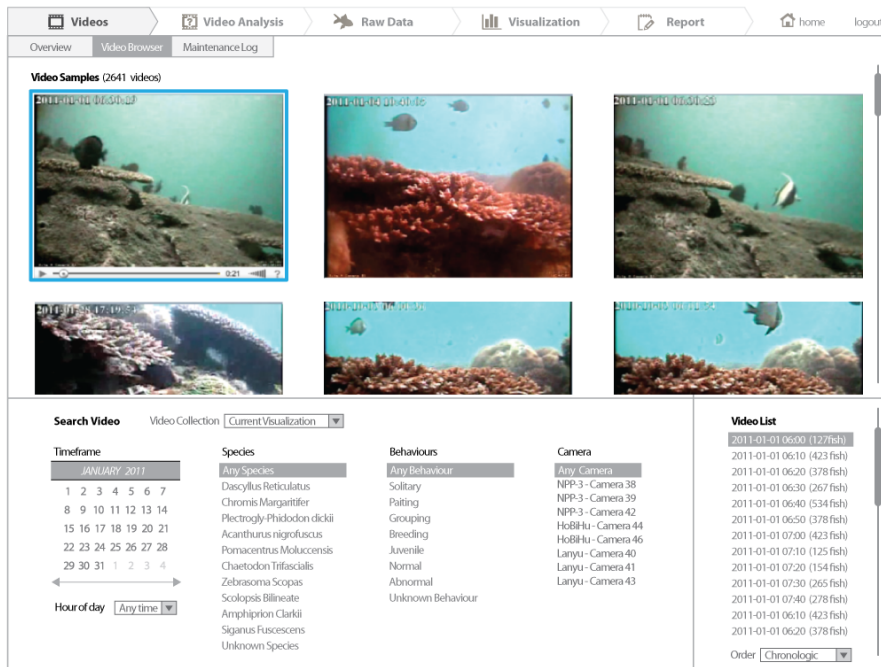 Videos
Video Analysis
Raw Data
Visualization
Report
home
logout
Overview
Video Browser
Maintenance Log
Video Samples (2641 videos)
0:21
?
Search Video
Video Collection
Current Visualization
Timeframe
JANUARY 2011
1 2 3 4 5 6 7
8 9 10 11 12 13 14
15 16 17 18 19 20 21
22 23 24 25 26 27 28
29 30 31 1 2 3 4
Hour of day
Any time
Species
Any Species
Dascyllus Reticulatus
Chromis Margaritifer
Plectrogly-Phidodon dickii
Acanthurus nigrofuscus
Pomacentrus Moluccensis
Chaetodon Trifascialis
Zebrasoma Scopas
Scolopsis Bilineate
Amphiprion Clarkii
Siganus Fuscescens
Unknown Species
Behaviours
Any Behaviour
Solitary
Paiting
Grouping
Breeding
Juvenile
Normal
Abnormal
Unknown Behaviour
Camera
Any Camera
NPP-3 - Camera 38
NPP-3 - Camera 39
NPP-3 - Camera 42
HoBiHu - Camera 44
HoBiHu - Camera 46
Lanyu - Camera 40
Lanyu - Camera 41
Lanyu - Camera 43
Video List
2011-01-01 06:00 (127fish)
2011-01-01 06:10 (423 fish)
2011-01-01 06:20 (378 fish)
2011-01-01 06:30 (267 fish)
2011-01-01 06:40 (534 fish)
2011-01-01 06:50 (378 fish)
2011-01-01 07:00 (423 fish)
2011-01-01 07:10 (125 fish)
2011-01-01 07:20 (154 fish)
2011-01-01 07:30 (265 fish)
2011-01-01 07:40 (278 fish)
2011-01-01 06:10 (423 fish)
2011-01-01 06:20 (378 fish)
Order
Chronologic